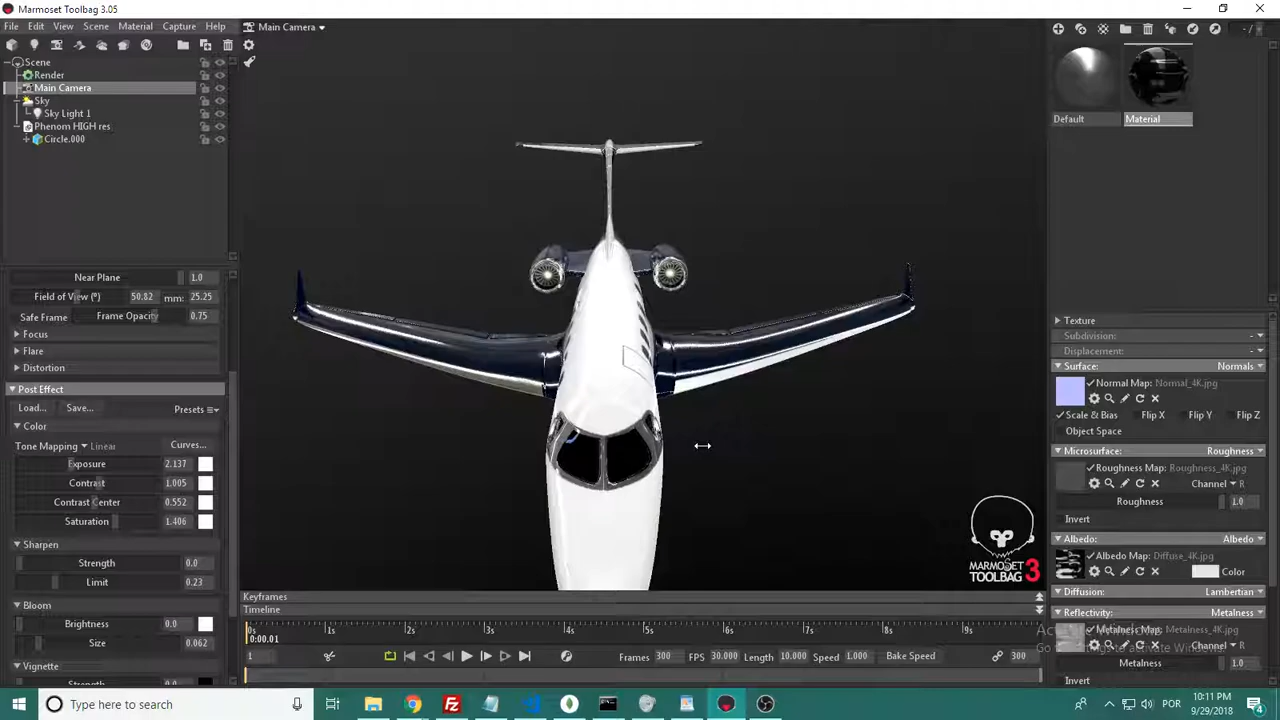 Marmoset Toolbag 3.05
File Edit View Scene Material Capture Help
Main Camera
Scene
Render
Main Camera
Sky
Sky Light 1
Phenom HIGH res
Circle.000
Near Plane 1.0
Field of View (°) 50.82 mm: 25.25
Safe Frame Frame Opacity 0.75
Focus
Flare
Distortion
Post Effect
Load... Save... Presets
Color
Tone Mapping Linear Curves...
Exposure 2.137
Contrast 1.005
Contrast Center 0.552
Saturation 1.406
Sharpen
Strength 0.0
Limit 0.23
Bloom
Brightness 0.0
Size 0.062
Vignette
Strength
MARMOSET
TOOLBAG 3
Keyframes
Timeline
0s 1s 2s 3s 4s 5s 6s 7s 8s 9s
0:00.01
1 Frames 300 FPS 30.000 Length 10.000 Speed 1.000 Bake Speed 300
- /
Default Material
Texture
Subdivision: -
Displacement: -
Surface: Normals
Normal Map: Normal_4K.jpg
Scale & Bias Flip X Flip Y Flip Z
Object Space
Microsurface: Roughness
Roughness Map: Roughness_4K.jpg
Channel R
Roughness 1.0
Invert
Albedo: Albedo
Albedo Map: Diffuse_4K.jpg
Color
Diffusion: Lambertian
Reflectivity: Metalness
Metalness Map: Metalness_4K.jpg
Channel R
Metalness 1.0
Invert
Type here to search
POR
10:11 PM
9/29/2018
4